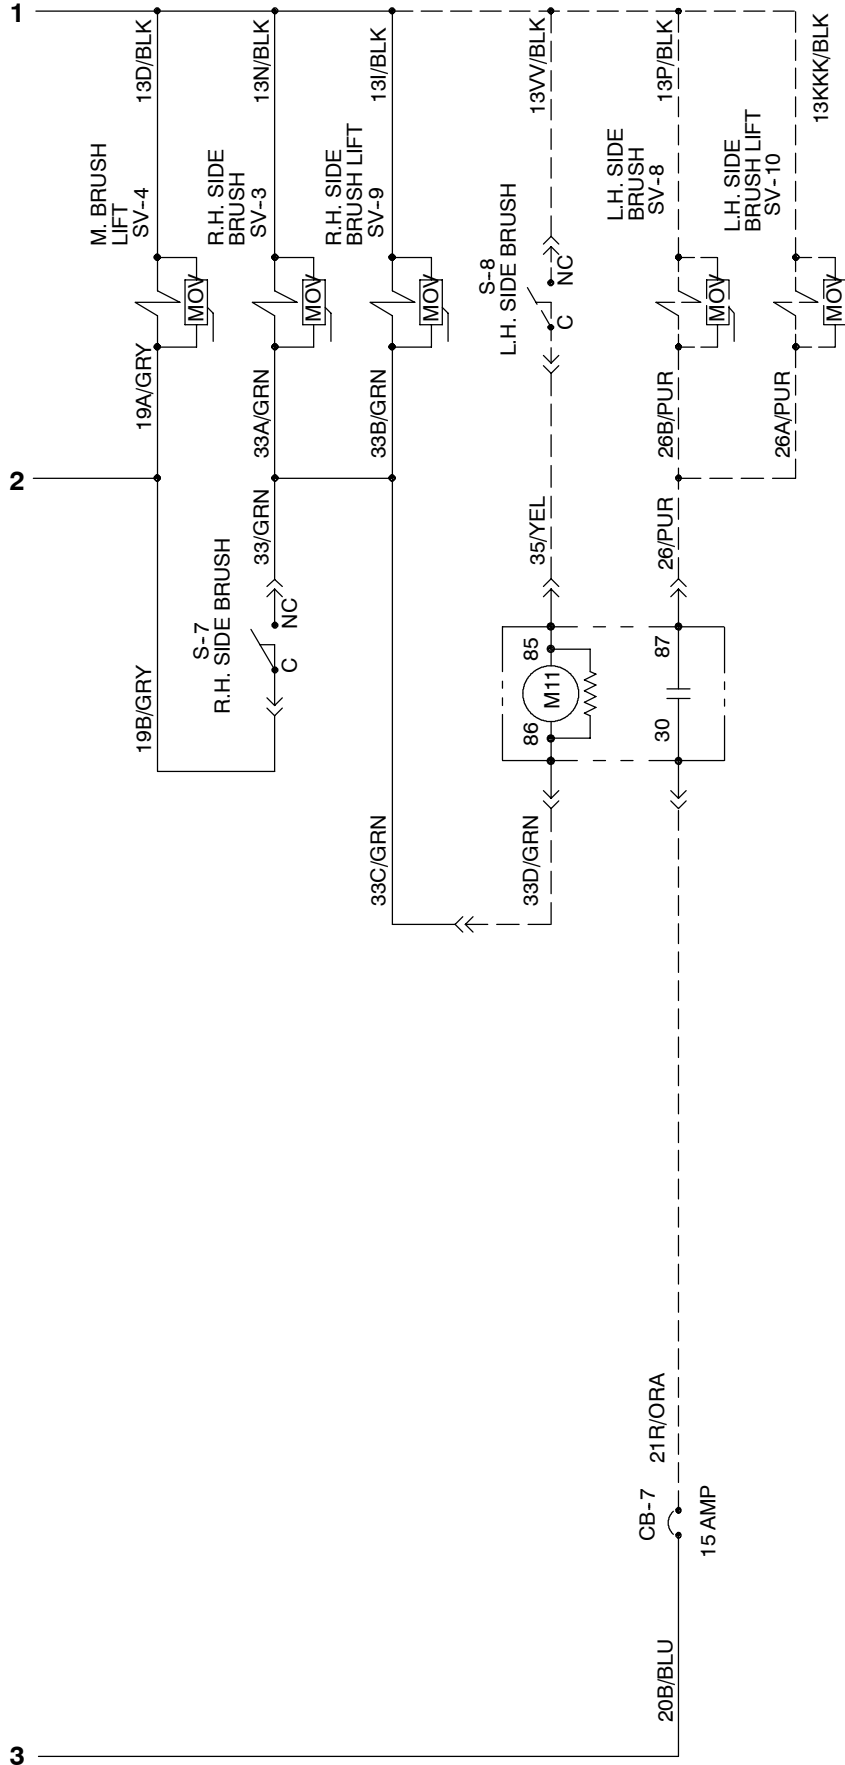 1
13D/BLK
13N/BLK
13I/BLK
13VV/BLK
13P/BLK
13KKK/BLK
M. BRUSH
LIFT
SV-4
R.H. SIDE
BRUSH
SV-3
R.H. SIDE
BRUSH LIFT
SV-9
S-8
L.H. SIDE BRUSH
L.H. SIDE
BRUSH
SV-8
L.H. SIDE
BRUSH LIFT
SV-10
MOV
MOV
MOV
NC
C
MOV
MOV
19A/GRY
33A/GRN
33B/GRN
26B/PUR
26A/PUR
2
33/GRN
35/YEL
26/PUR
S-7
R.H. SIDE BRUSH
NC
C
19B/GRY
85
M11
86
87
30
33C/GRN
33D/GRN
21R/ORA
CB-7
15 AMP
20B/BLU
3